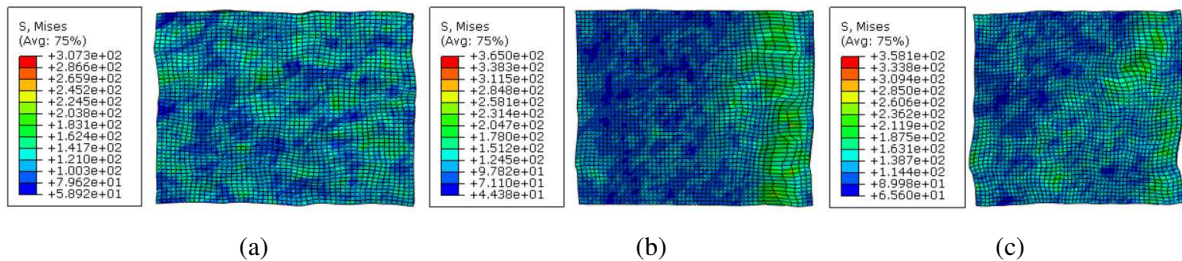 S, Mises
(Avg: 75%)
+3.073e+02
+2.866e+02
+2.659e+02
+2.452e+02
+2.245e+02
+2.038e+02
+1.831e+02
+1.624e+02
+1.417e+02
+1.210e+02
+1.003e+02
+7.962e+01
+5.892e+01
(a)
S, Mises
(Avg: 75%)
+3.650e+02
+3.383e+02
+3.115e+02
+2.848e+02
+2.581e+02
+2.314e+02
+2.047e+02
+1.780e+02
+1.512e+02
+1.245e+02
+9.782e+01
+7.110e+01
+4.438e+01
(b)
S, Mises
(Avg: 75%)
+3.581e+02
+3.338e+02
+3.094e+02
+2.850e+02
+2.606e+02
+2.362e+02
+2.119e+02
+1.875e+02
+1.631e+02
+1.387e+02
+1.144e+02
+8.998e+01
+6.560e+01
(c)